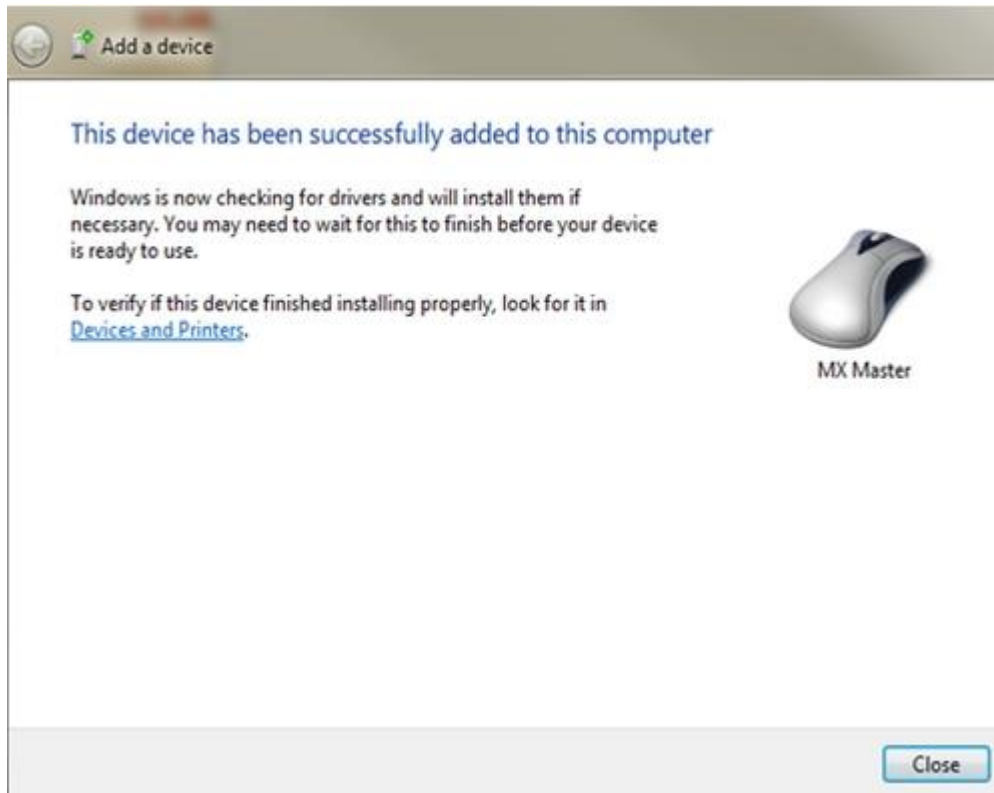 Add a device
This device has been successfully added to this computer
Windows is now checking for drivers and will install them if
necessary. You may need to wait for this to finish before your device
is ready to use.
To verify if this device finished installing properly, look for it in
Devices and Printers.
MX Master
Close